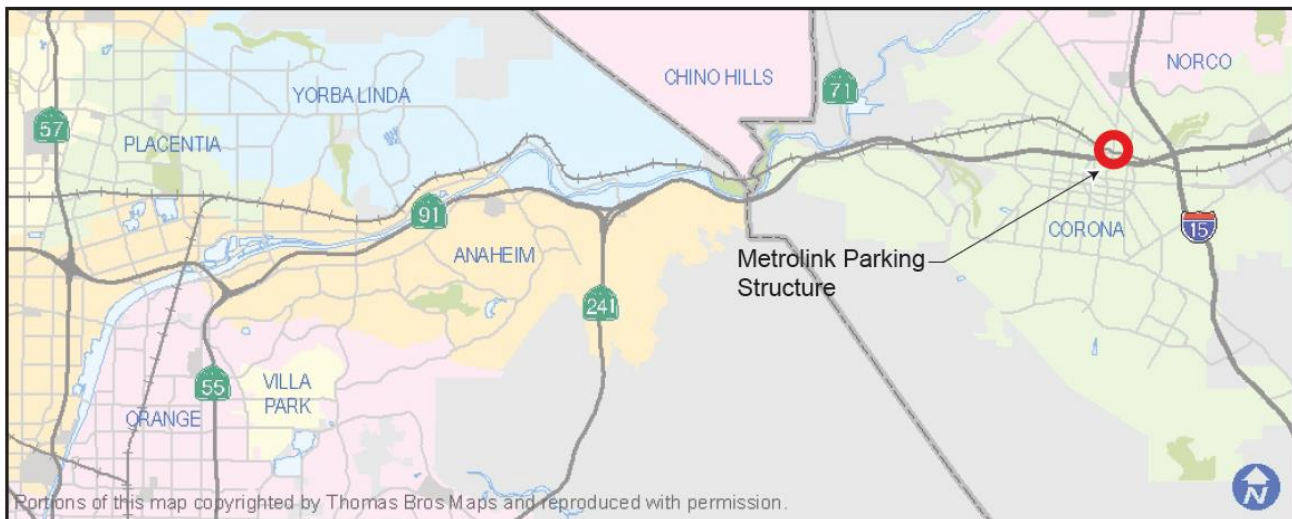 CHINO HILLS
NORCO
71
YORBA LINDA
57
PLACENTIA
91
ANAHEIM
CORONA
15
Metrolink Parking
Structure
241
55
VILLA
PARK
ORANGE
Portions of this map copyrighted by Thomas Bros Maps and reproduced with permission.
N